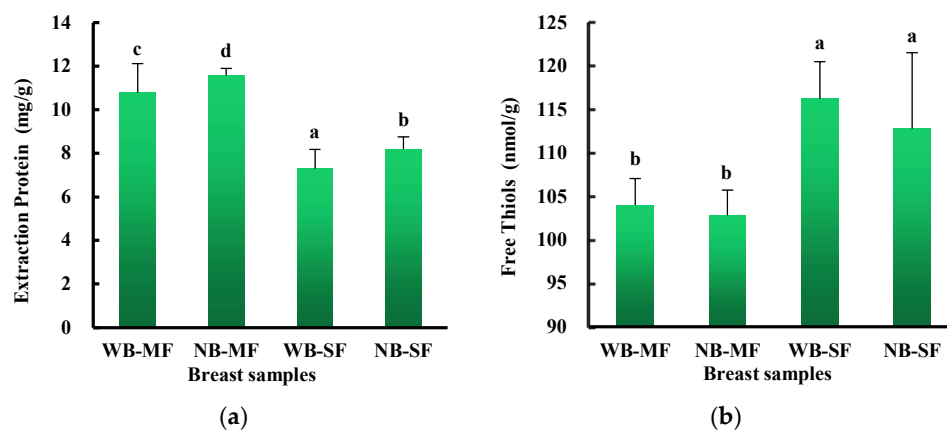 14
12
10
8
6
4
2
0
Extraction Protein (mg/g)
c
d
a
b
WB-MF NB-MF WB-SF NB-SF
Breast samples
(a)
125
120
115
110
105
100
95
90
Free Thiols (nmol/g)
b
b
a
a
WB-MF NB-MF WB-SF NB-SF
Breast samples
(b)